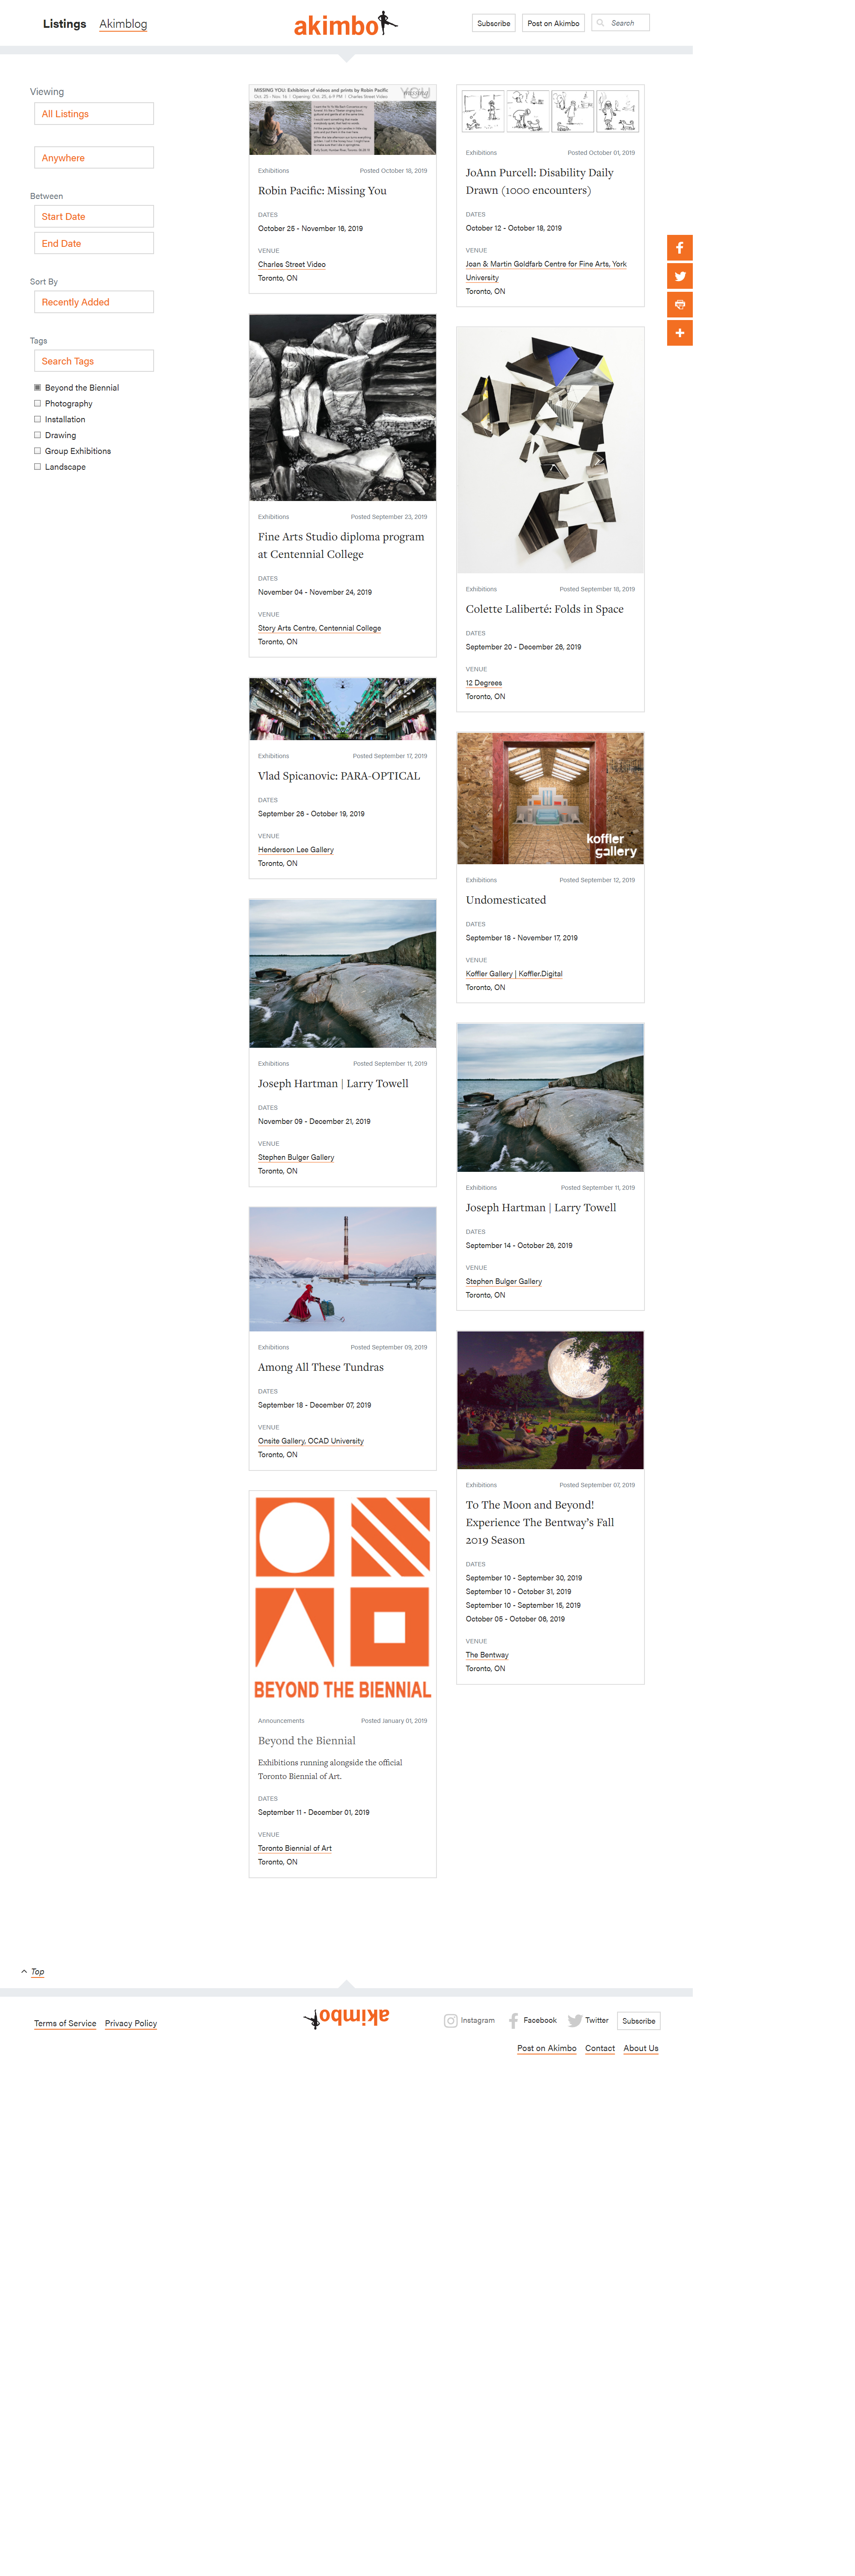 Listings
Akimblog
akimbo
Subscribe
Post on Akimbo
Search
Viewing
All Listings
Anywhere
Between
Start Date
End Date
Sort By
Recently Added
Tags
Search Tags
Beyond the Biennial
Photography
Installation
Drawing
Group Exhibitions
Landscape
MISSING YOU: Exhibition of videos and prints by Robin Pacific
Oct. 25 - Nov. 16 | Opening: Oct. 25, 6-9 PM | Charles Street Video
Exhibitions
Posted October 18, 2019
Robin Pacific: Missing You
DATES
October 25 - November 16, 2019
VENUE
Charles Street Video
Toronto, ON
Exhibitions
Posted September 23, 2019
Fine Arts Studio diploma program
at Centennial College
DATES
November 04 - November 24, 2019
VENUE
Story Arts Centre, Centennial College
Toronto, ON
Exhibitions
Posted September 17, 2019
Vlad Spicanovic: PARA-OPTICAL
DATES
September 26 - October 19, 2019
VENUE
Henderson Lee Gallery
Toronto, ON
Exhibitions
Posted September 11, 2019
Joseph Hartman | Larry Towell
DATES
November 09 - December 21, 2019
VENUE
Stephen Bulger Gallery
Toronto, ON
Exhibitions
Posted September 09, 2019
Among All These Tundras
DATES
September 18 - December 07, 2019
VENUE
Onsite Gallery, OCAD University
Toronto, ON
BEYOND THE BIENNIAL
Announcements
Posted January 01, 2019
Beyond the Biennial
Exhibitions running alongside the official
Toronto Biennial of Art.
DATES
September 11 - December 01, 2019
VENUE
Toronto Biennial of Art
Toronto, ON
Exhibitions
Posted October 01, 2019
JoAnn Purcell: Disability Daily
Drawn (1000 encounters)
DATES
October 12 - October 18, 2019
VENUE
Joan & Martin Goldfarb Centre for Fine Arts, York
University
Toronto, ON
Exhibitions
Posted September 18, 2019
Colette Laliberté: Folds in Space
DATES
September 20 - December 26, 2019
VENUE
12 Degrees
Toronto, ON
koffler
gallery
Exhibitions
Posted September 12, 2019
Undomesticated
DATES
September 18 - November 17, 2019
VENUE
Koffler Gallery | Koffler.Digital
Toronto, ON
Exhibitions
Posted September 11, 2019
Joseph Hartman | Larry Towell
DATES
September 14 - October 26, 2019
VENUE
Stephen Bulger Gallery
Toronto, ON
Exhibitions
Posted September 07, 2019
To The Moon and Beyond!
Experience The Bentway's Fall
2019 Season
DATES
September 10 - September 30, 2019
September 10 - October 31, 2019
September 10 - September 15, 2019
October 05 - October 06, 2019
VENUE
The Bentway
Toronto, ON
Top
Terms of Service
Privacy Policy
akimbo
Instagram
Facebook
Twitter
Subscribe
Post on Akimbo
Contact
About Us